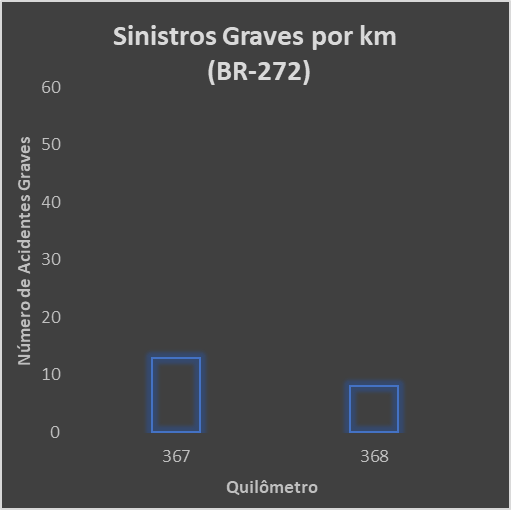 Sinistros Graves por km
(BR-272)
Número de Acidentes Graves
60
50
40
30
20
10
0
367
368
Quilômetro